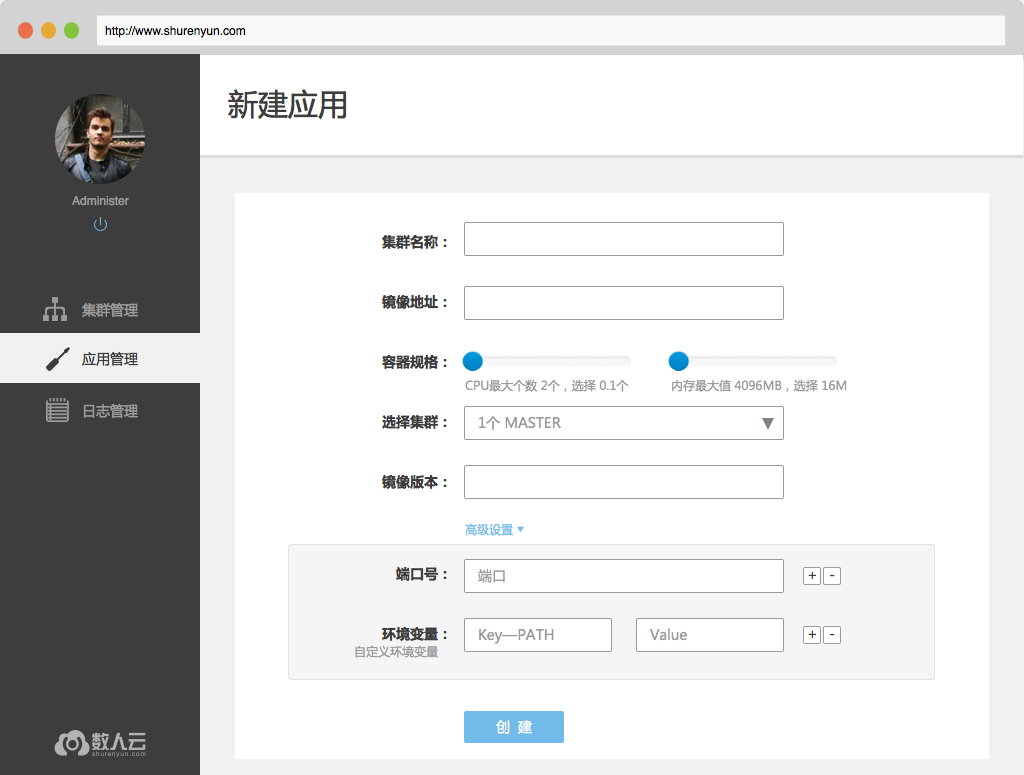 http://www.shurenyun.com
Administer
集群管理
应用管理
日志管理
数人云
shurenyun.com
新建应用
集群名称：
镜像地址：
容器规格：
CPU最大个数 2个，选择 0.1个
内存最大值 4096MB，选择 16M
选择集群：
1个 MASTER
镜像版本：
高级设置
端口号：
端口
+ -
环境变量：
自定义环境变量
Key—PATH
Value
+ -
创 建